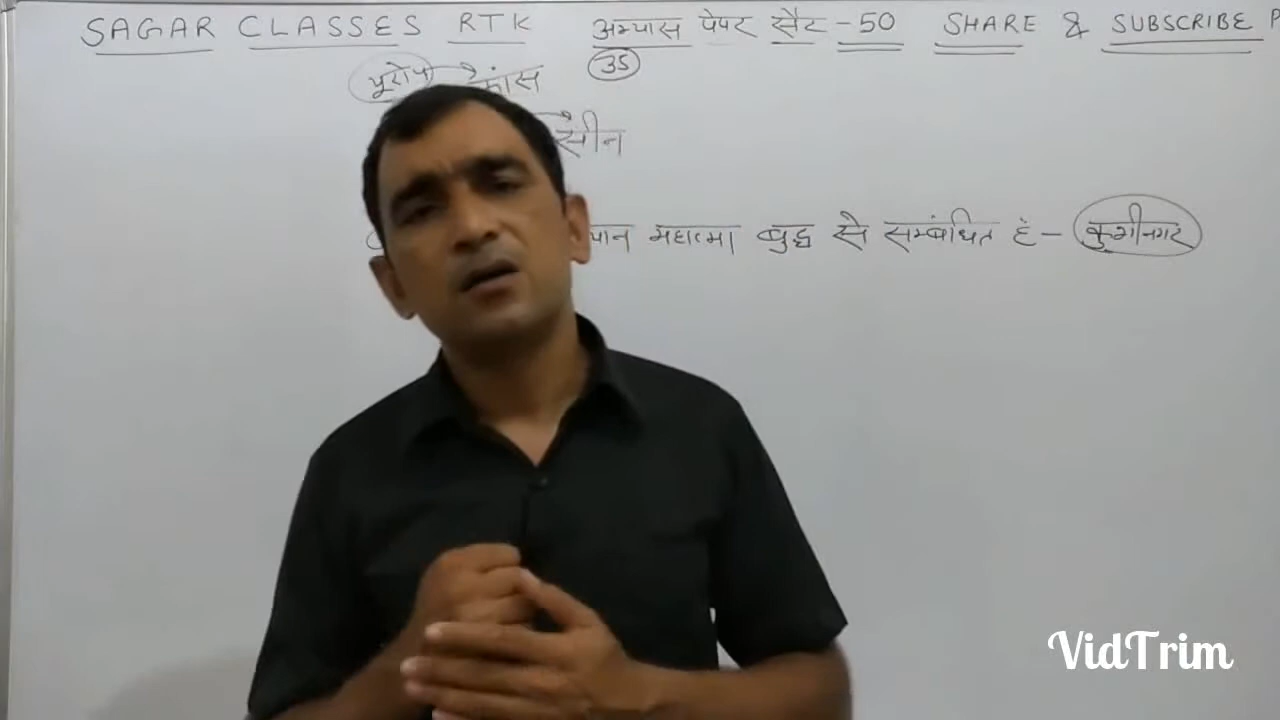 SAGAR CLASSES RTK अभ्यास पेपर सैट - 50 SHARE & SUBSCRIBE P
35
यूरोप फ्रांस
सीन
महात्मा बुद्ध से सम्बंधित है - कुशीनगर
VidTrim